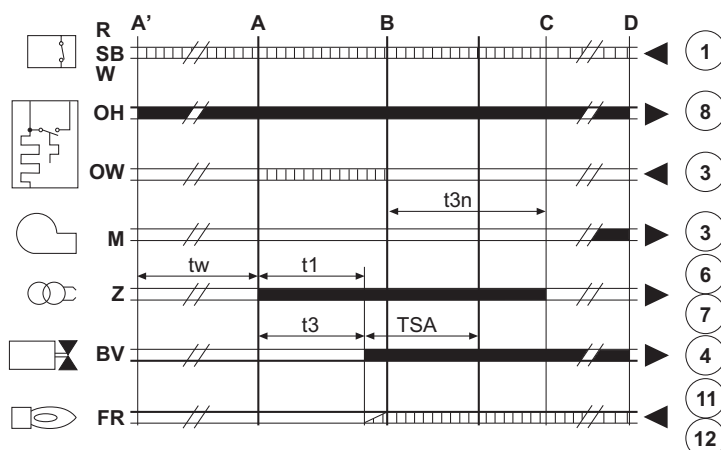 R A' A B C D
SB 1
W
OH 8
OW 3
t3n
M 3
tw t1 6
Z 7
t3 TSA
BV 4
11
FR
12